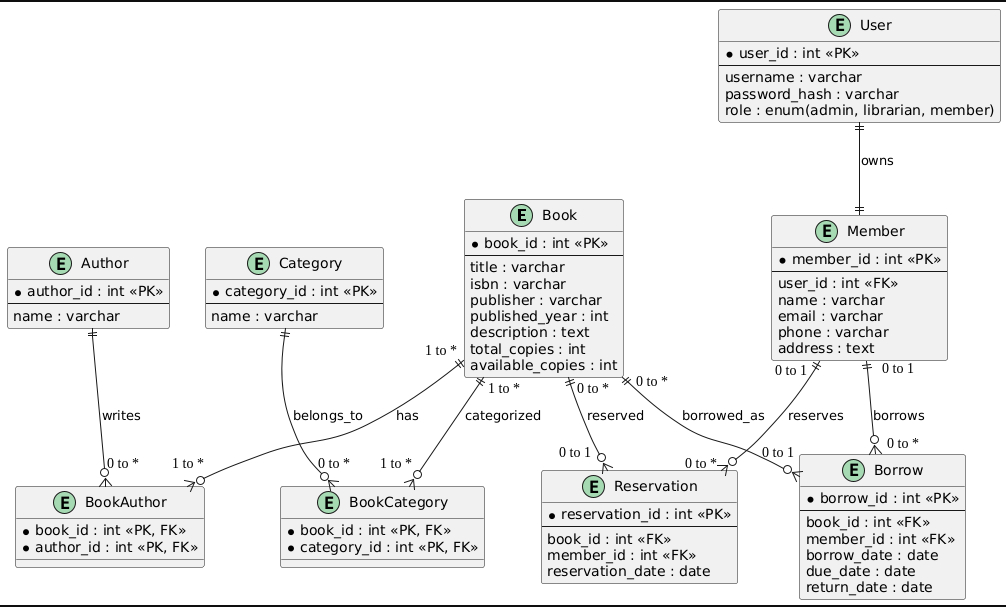 E User
user_id : int «PK»
username : varchar
password_hash : varchar
role : enum(admin, librarian, member)
owns
E Book
book_id : int «PK»
title : varchar
isbn : varchar
publisher : varchar
published_year : int
description : text
total_copies : int
available_copies : int
E Member
member_id : int «PK»
user_id : int «FK»
name : varchar
email : varchar
phone : varchar
address : text
E Author
author_id : int «PK»
name : varchar
E Category
category_id : int «PK»
name : varchar
1 to *
1 to *
0 to *
0 to *
0 to 1
0 to 1
writes
belongs_to
has
categorized
reserved
borrowed_as
reserves
borrows
0 to *
1 to *
0 to *
1 to *
0 to 1
0 to *
0 to 1
0 to *
E BookAuthor
book_id : int «PK, FK»
author_id : int «PK, FK»
E BookCategory
book_id : int «PK, FK»
category_id : int «PK, FK»
E Reservation
reservation_id : int «PK»
book_id : int «FK»
member_id : int «FK»
reservation_date : date
E Borrow
borrow_id : int «PK»
book_id : int «FK»
member_id : int «FK»
borrow_date : date
due_date : date
return_date : date